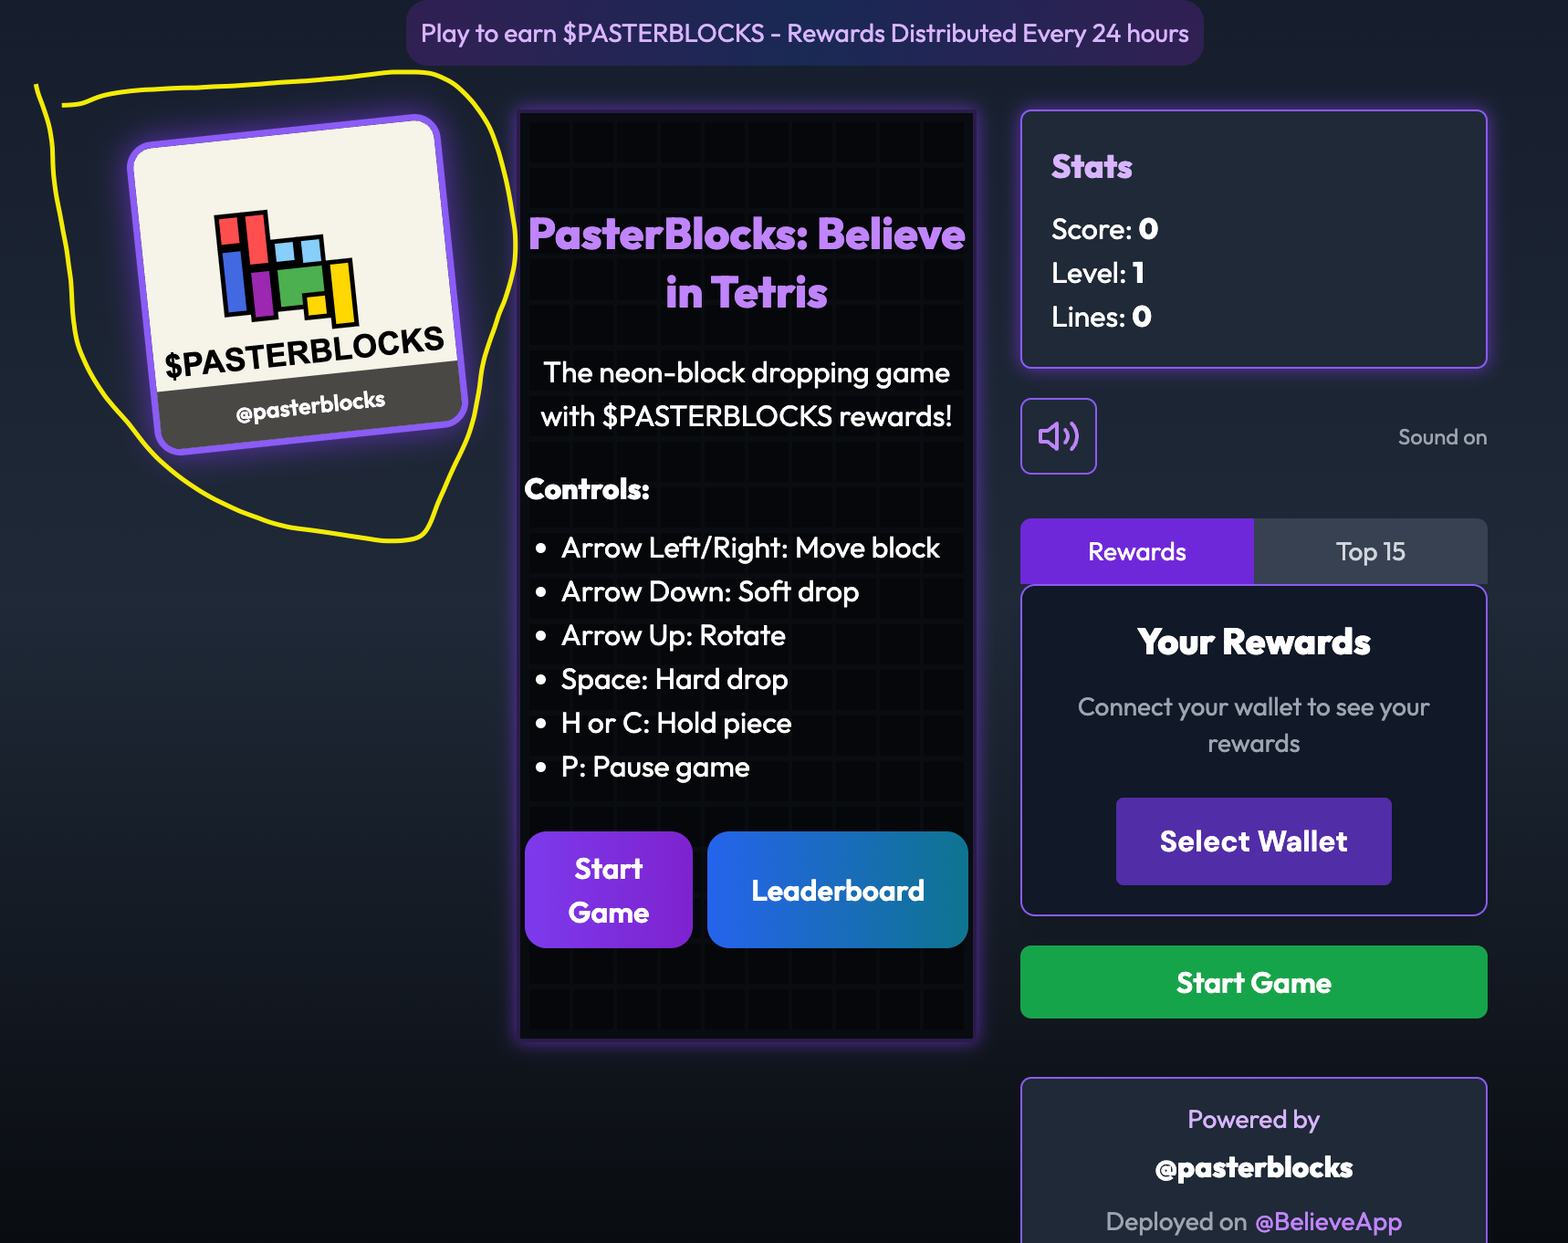 Play to earn $PASTERBLOCKS - Rewards Distributed Every 24 hours
$PASTERBLOCKS
@pasterblocks
PasterBlocks: Believe
in Tetris
The neon-block dropping game
with $PASTERBLOCKS rewards!
Controls:
• Arrow Left/Right: Move block
• Arrow Down: Soft drop
• Arrow Up: Rotate
• Space: Hard drop
• H or C: Hold piece
• P: Pause game
Start
Game
Leaderboard
Stats
Score: 0
Level: 1
Lines: 0
Sound on
Rewards
Top 15
Your Rewards
Connect your wallet to see your
rewards
Select Wallet
Start Game
Powered by
@pasterblocks
Deployed on @BelieveApp